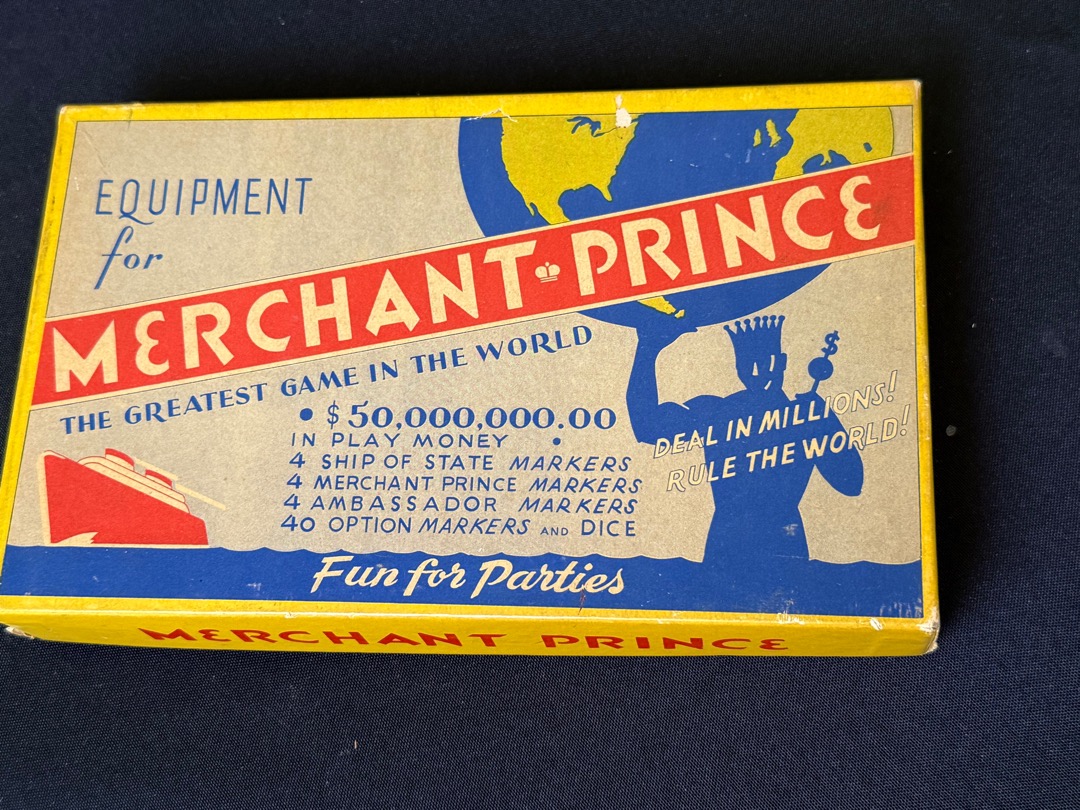 EQUIPMENT
for
MERCHANT PRINCE
THE GREATEST GAME IN THE WORLD
• $50,000,000.00
IN PLAY MONEY •
4 SHIP OF STATE MARKERS
4 MERCHANT PRINCE MARKERS
4 AMBASSADOR MARKERS
40 OPTION MARKERS AND DICE
$
DEAL IN MILLIONS!
RULE THE WORLD!
Fun for Parties
MERCHANT PRINCE